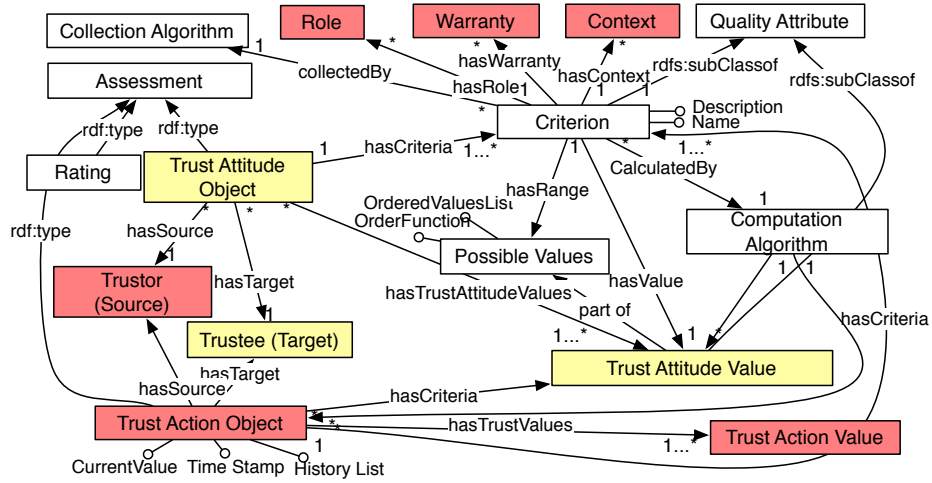 Role
Warranty
Context
Quality Attribute
Collection Algorithm
1
*
*
*
hasWarranty
rdfs:subClassof
collectedBy
hasContext
rdfs:subClassof
Assessment
hasRole
1
1
1
1
*
Description
Name
Criterion
rdf:type
rdf:type
1
hasCriteria
1...*
1
*
1...*
Rating
Trust Attitude
Object
CalculatedBy
hasRange
OrderedValuesList
OrderFunction
1
*
*
*
rdf:type
hasSource
Computation
Algorithm
1
Possible Values
Trustor
(Source)
hasTarget
hasTrustAttitudeValues
hasValue
1
1
part of
1
hasCriteria
Trustee (Target)
1...*
1
*
Trust Attitude Value
hasTarget
hasSource
hasCriteria
Trust Action Object
*
*
*
hasTrustValues
1
1...*
Trust Action Value
CurrentValue
Time Stamp
History List